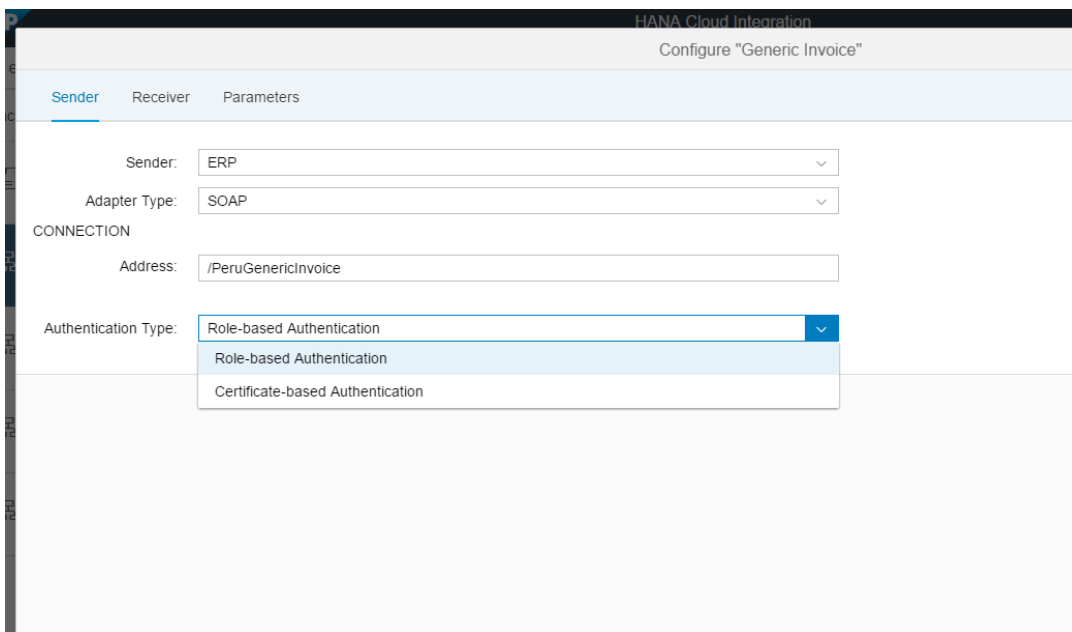 HANA Cloud Integration
Configure "Generic Invoice"
Sender Receiver Parameters
Sender: ERP
Adapter Type: SOAP
CONNECTION
Address: /PeruGenericInvoice
Authentication Type: Role-based Authentication
Role-based Authentication
Certificate-based Authentication